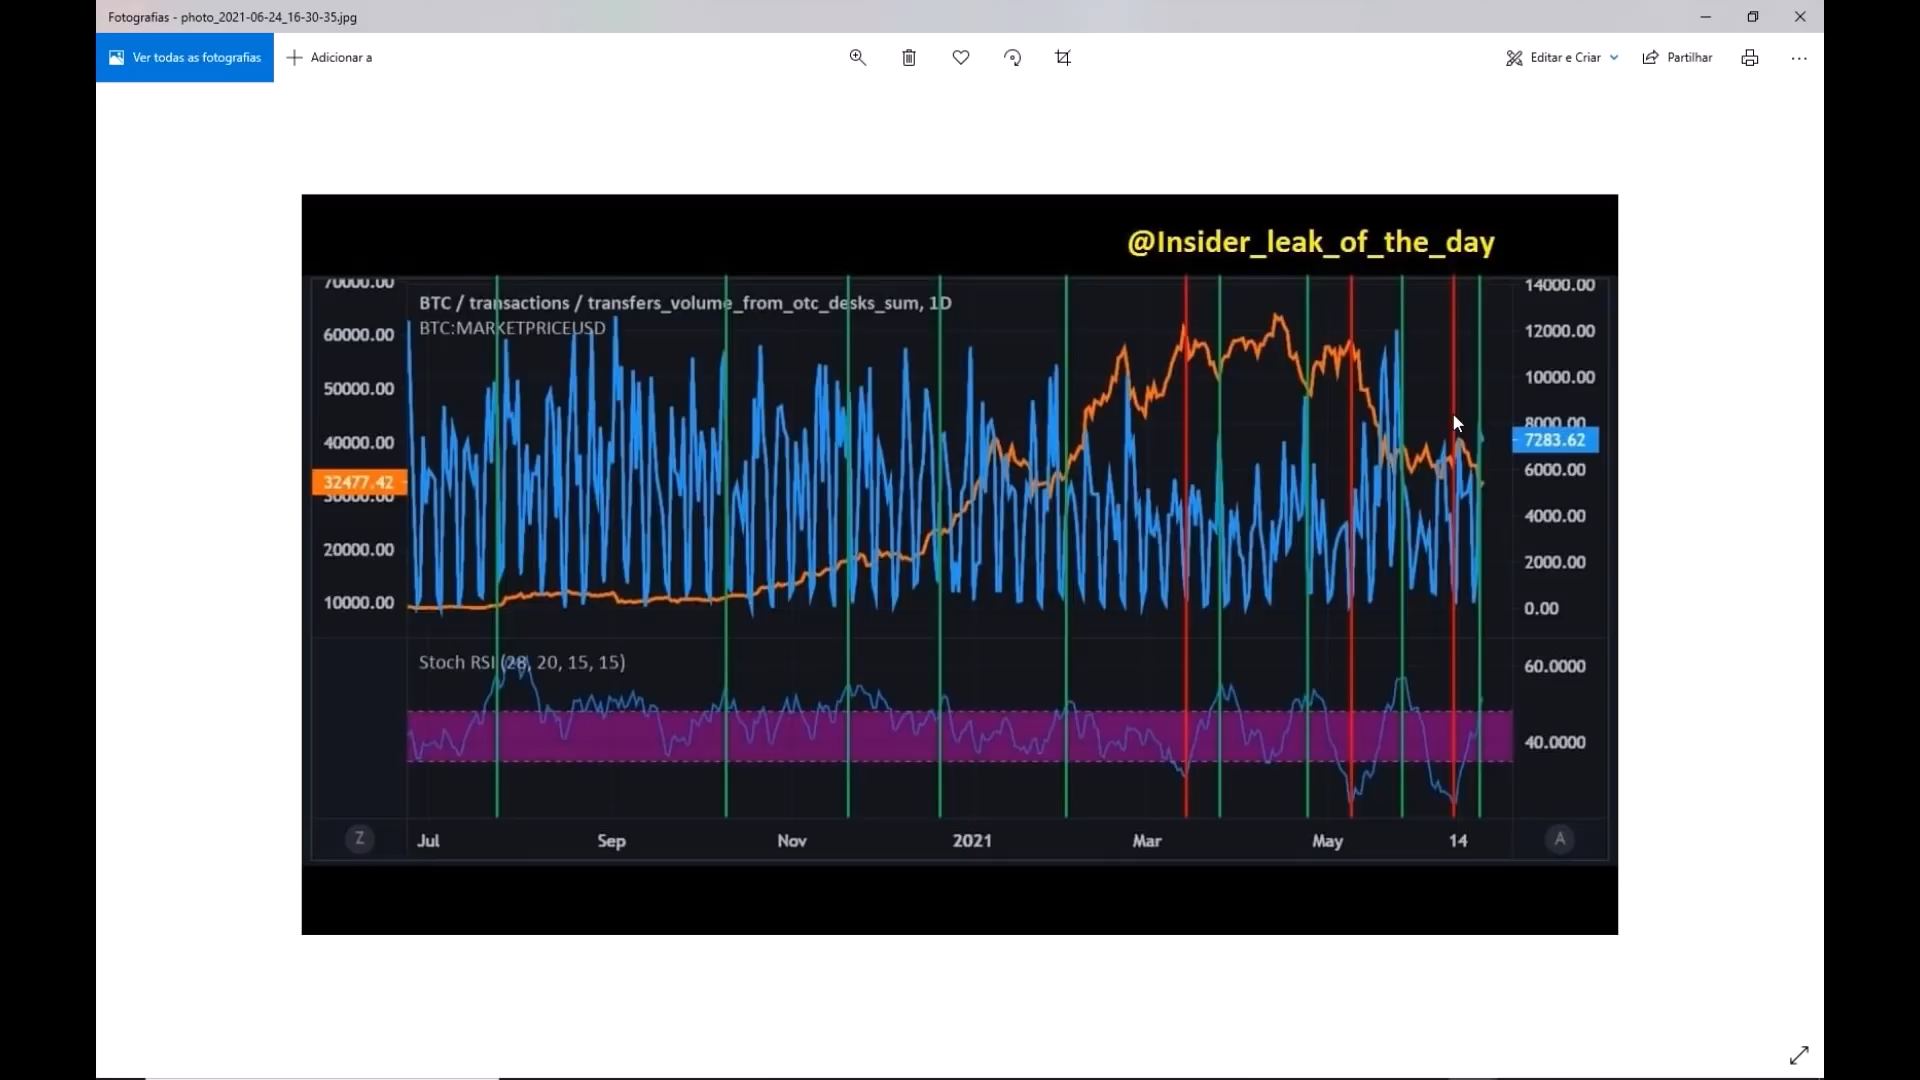 Fotografias - photo_2021-06-24_16-30-35.jpg
Ver todas as fotografias
Adicionar a
Editar e Criar
Partilhar
@Insider_leak_of_the_day
BTC / transactions / transfers_volume_from_otc_desks_sum, 1D
BTC:MARKETPRICEUSD
70000.00
60000.00
50000.00
40000.00
32477.42
30000.00
20000.00
10000.00
14000.00
12000.00
10000.00
8000.00
7283.62
6000.00
4000.00
2000.00
0.00
Stoch RSI (28, 20, 15, 15)
60.0000
40.0000
Z
Jul
Sep
Nov
2021
Mar
May
14
A